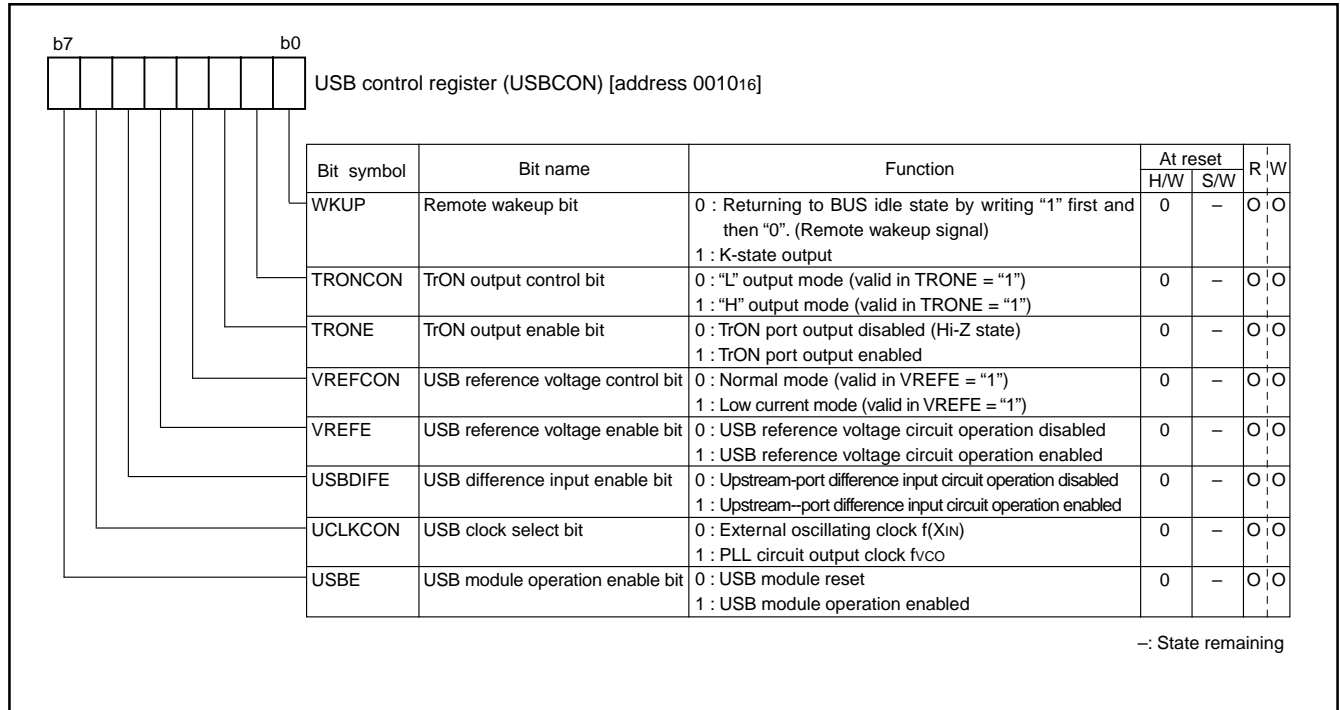 b7 b0
USB control register (USBCON) [address 001016]
Bit symbol Bit name Function At reset R W
H/W S/W
WKUP Remote wakeup bit 0 : Returning to BUS idle state by writing “1” first and 0 – O O
then “0”. (Remote wakeup signal)
1 : K-state output
TRONCON TrON output control bit 0 : “L” output mode (valid in TRONE = “1”) 0 – O O
1 : “H” output mode (valid in TRONE = “1”)
TRONE TrON output enable bit 0 : TrON port output disabled (Hi-Z state) 0 – O O
1 : TrON port output enabled
VREFCON USB reference voltage control bit 0 : Normal mode (valid in VREFE = “1”) 0 – O O
1 : Low current mode (valid in VREFE = “1”)
VREFE USB reference voltage enable bit 0 : USB reference voltage circuit operation disabled 0 – O O
1 : USB reference voltage circuit operation enabled
USBDIFE USB difference input enable bit 0 : Upstream-port difference input circuit operation disabled 0 – O O
1 : Upstream--port difference input circuit operation enabled
UCLKCON USB clock select bit 0 : External oscillating clock f(XIN) 0 – O O
1 : PLL circuit output clock fVCO
USBE USB module operation enable bit 0 : USB module reset 0 – O O
1 : USB module operation enabled
–: State remaining